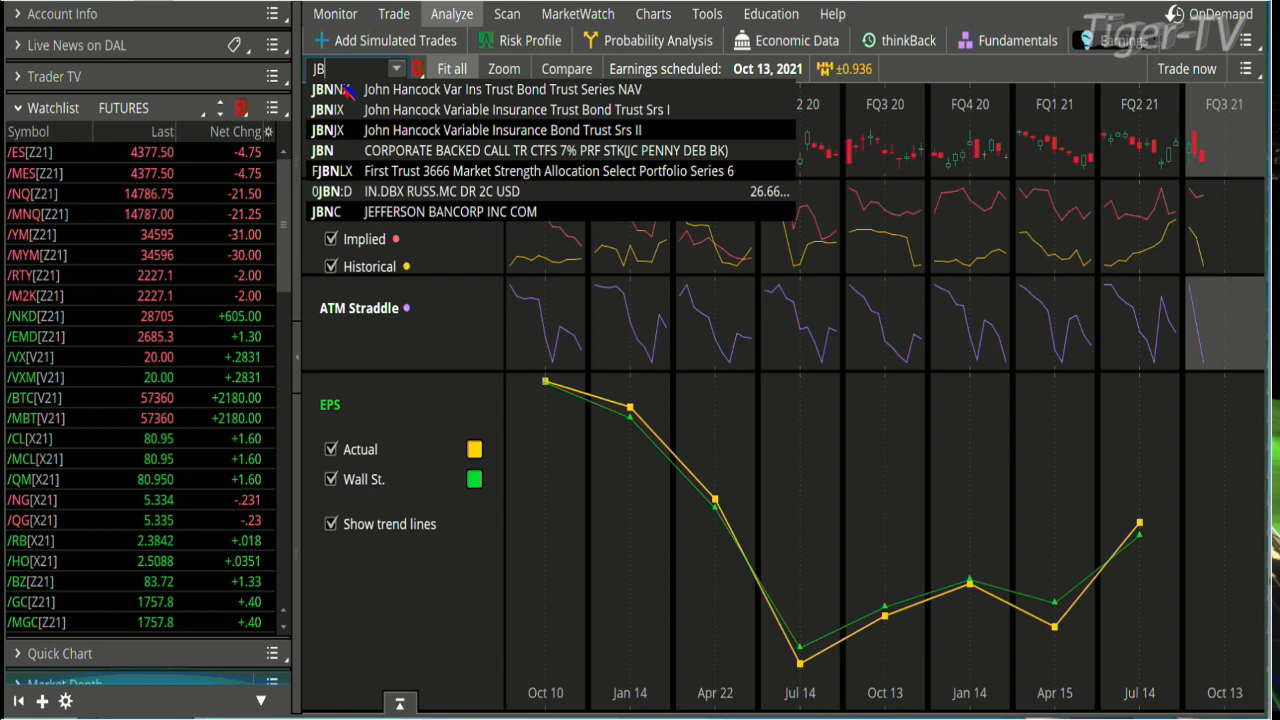 Account Info
Live News on DAL
Trader TV
Watchlist FUTURES
Symbol Last Net Chng
/ES[Z21] 4377.50 -4.75
/MES[Z21] 4377.50 -4.75
/NQ[Z21] 14786.75 -21.50
/MNQ[Z21] 14787.00 -21.25
/YM[Z21] 34595 -31.00
/MYM[Z21] 34596 -30.00
/RTY[Z21] 2227.1 -2.00
/M2K[Z21] 2227.1 -2.00
/NKD[Z21] 28705 +605.00
/EMD[Z21] 2685.3 +1.30
/VX[V21] 20.00 +.2831
/VXM[V21] 20.00 +.2831
/BTC[V21] 57360 +2180.00
/MBT[V21] 57360 +2180.00
/CL[X21] 80.95 +1.60
/MCL[X21] 80.95 +1.60
/QM[X21] 80.950 +1.60
/NG[X21] 5.334 -.231
/QG[X21] 5.335 -.23
/RB[X21] 2.3842 +.018
/HO[X21] 2.5088 +.0351
/BZ[Z21] 83.72 +1.33
/GC[Z21] 1757.8 +.40
/MGC[Z21] 1757.8 +.40
Quick Chart
Market Depth
Monitor Trade Analyze Scan MarketWatch Charts Tools Education Help OnDemand
Tiger-TV
Add Simulated Trades Risk Profile Probability Analysis Economic Data thinkBack Fundamentals Earnings
JB Fit all Zoom Compare Earnings scheduled: Oct 13, 2021 ±0.936 Trade now
JBNNX John Hancock Var Ins Trust Bond Trust Series NAV
JBNIX John Hancock Variable Insurance Trust Bond Trust Srs I
JBNJX John Hancock Variable Insurance Bond Trust Srs II
JBN CORPORATE BACKED CALL TR CTFS 7% PRF STK(JC PENNY DEB BK)
FJBNLX First Trust 3666 Market Strength Allocation Select Portfolio Series 6
0JBN:D IN.DBX RUSS.MC DR 2C USD 26.66...
JBNC JEFFERSON BANCORP INC COM
2 20 FQ3 20 FQ4 20 FQ1 21 FQ2 21 FQ3 21
Implied
Historical
ATM Straddle
EPS
Actual
Wall St.
Show trend lines
Oct 10 Jan 14 Apr 22 Jul 14 Oct 13 Jan 14 Apr 15 Jul 14 Oct 13